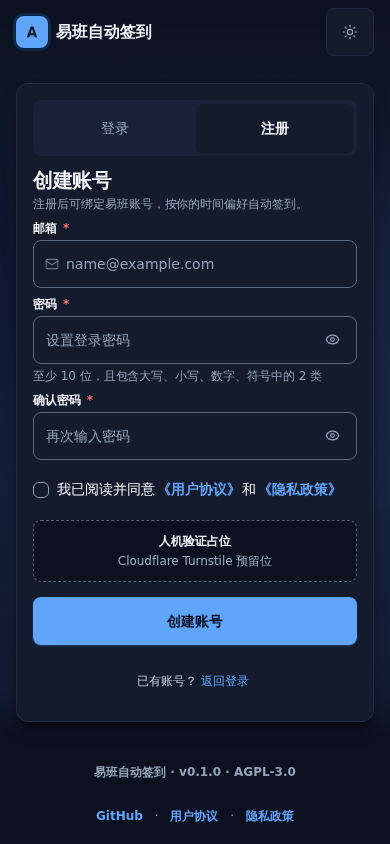 A 易班自动签到
登录 注册
创建账号
注册后可绑定易班账号，按你的时间偏好自动签到。
邮箱 *
name@example.com
密码 *
设置登录密码
至少 10 位，且包含大写、小写、数字、符号中的 2 类
确认密码 *
再次输入密码
我已阅读并同意《用户协议》和《隐私政策》
人机验证占位
Cloudflare Turnstile 预留位
创建账号
已有账号？ 返回登录
易班自动签到 · v0.1.0 · AGPL-3.0
GitHub · 用户协议 · 隐私政策